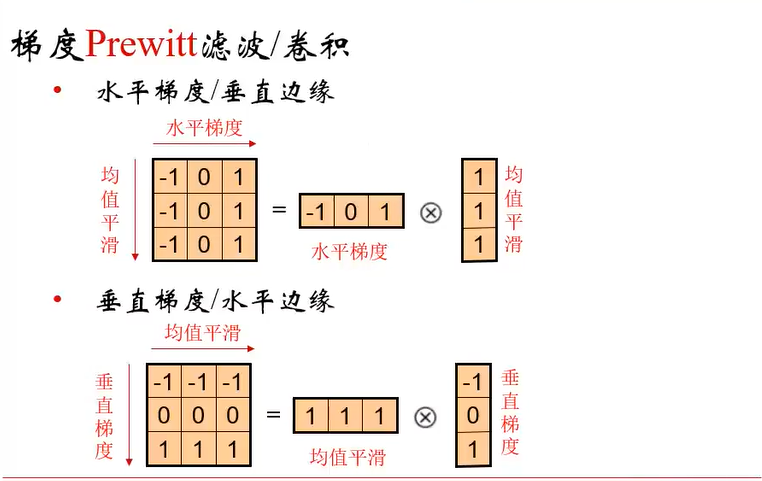 梯度Prewitt滤波/卷积
• 水平梯度/垂直边缘
水平梯度
均值平滑
-1 0 1
-1 0 1
-1 0 1
=
-1 0 1
⊗
1
1
1
均值平滑
水平梯度
• 垂直梯度/水平边缘
均值平滑
垂直梯度
-1 -1 -1
0 0 0
1 1 1
=
1 1 1
⊗
-1
0
1
垂直梯度
均值平滑